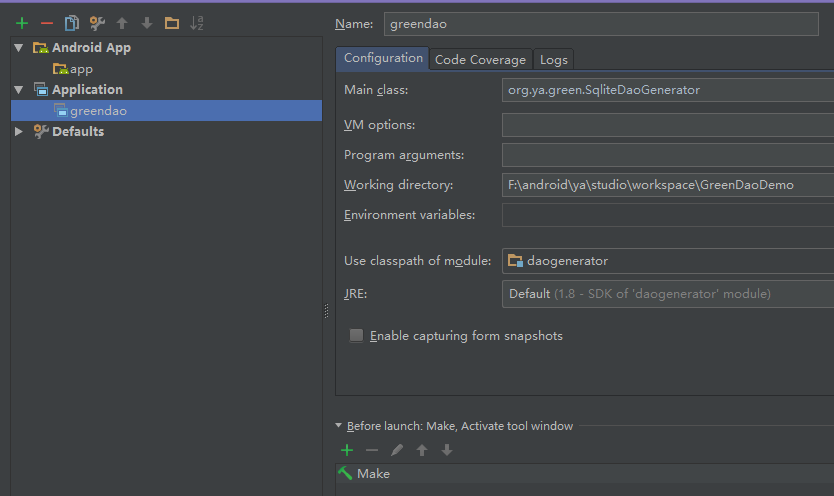 Name: greendao
Android App
app
Application
greendao
Defaults
Configuration Code Coverage Logs
Main class: org.ya.green.SqliteDaoGenerator
VM options:
Program arguments:
Working directory: F:\android\ya\studio\workspace\GreenDaoDemo
Environment variables:
Use classpath of module: daogenerator
JRE: Default (1.8 - SDK of 'daogenerator' module)
Enable capturing form snapshots
Before launch: Make, Activate tool window
Make